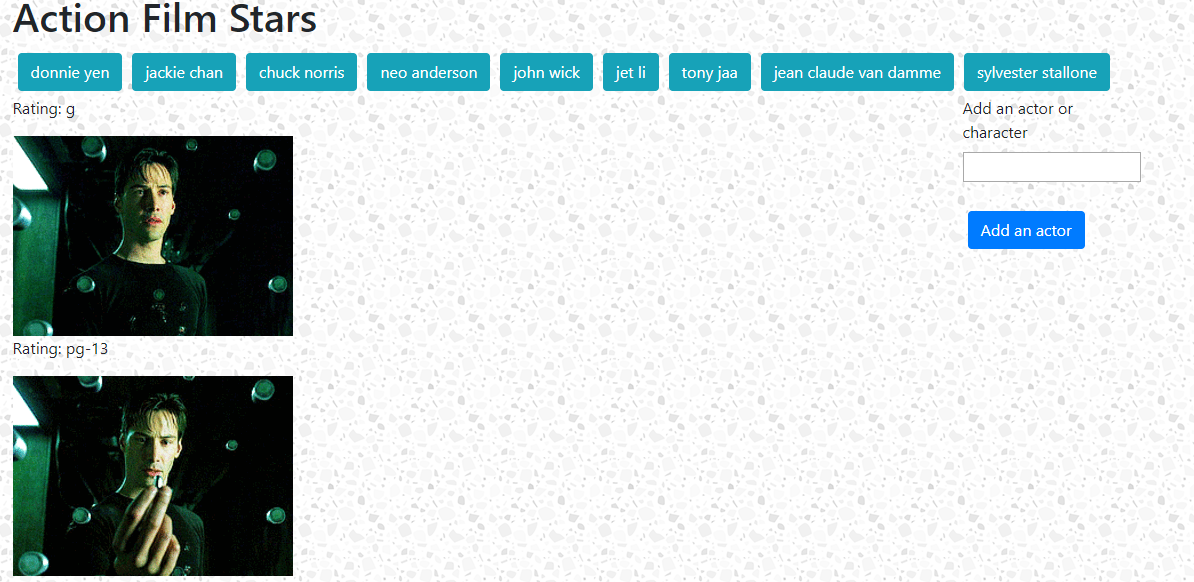 Action Film Stars
donnie yen jackie chan chuck norris neo anderson john wick jet li tony jaa jean claude van damme sylvester stallone
Rating: g
Rating: pg-13
Add an actor or
character
Add an actor